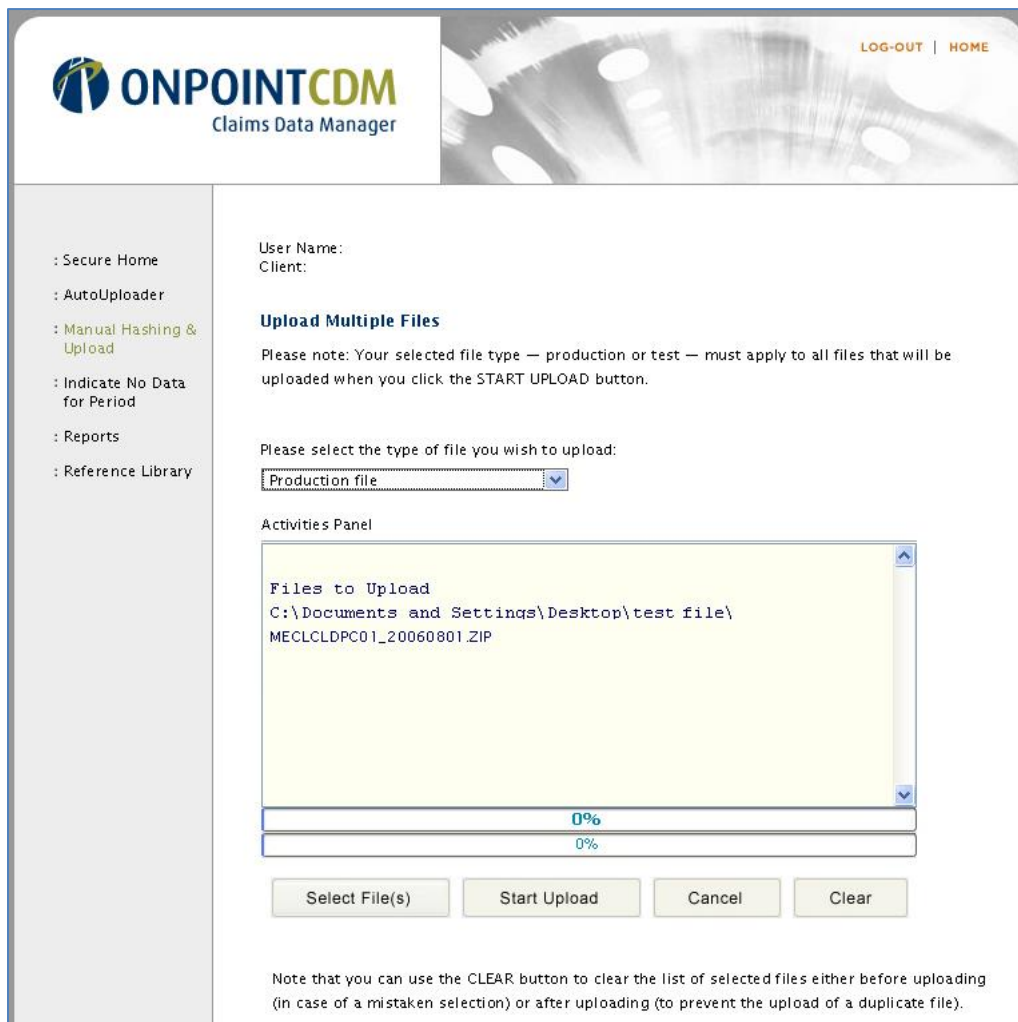 LOG-OUT | HOME
ONPOINTCDM
Claims Data Manager
: Secure Home
: AutoUploader
: Manual Hashing &
Upload
: Indicate No Data
for Period
: Reports
: Reference Library
User Name:
Client:
Upload Multiple Files
Please note: Your selected file type — production or test — must apply to all files that will be
uploaded when you click the START UPLOAD button.
Please select the type of file you wish to upload:
Production file
Activities Panel
Files to Upload
C:\Documents and Settings\Desktop\test file\
MECLCLDPC01_20060801.ZIP
0%
0%
Select File(s) Start Upload Cancel Clear
Note that you can use the CLEAR button to clear the list of selected files either before uploading
(in case of a mistaken selection) or after uploading (to prevent the upload of a duplicate file).